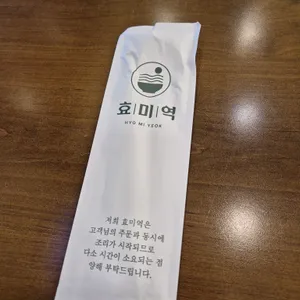 효|미|역
HYO MI YEOK
저희 효미역은
고객님의 주문과 동시에
조리가 시작되므로
다소 시간이 소요되는 점
양해 부탁드립니다.